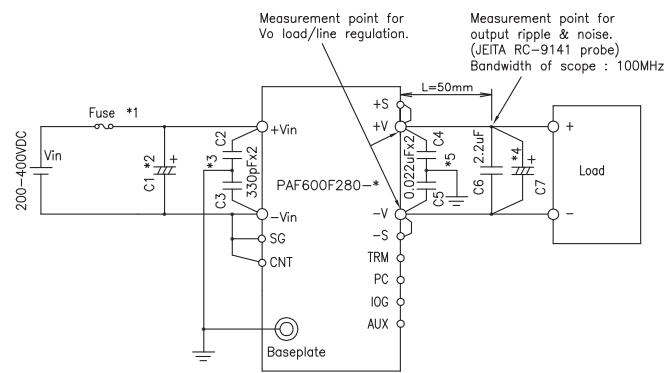 Measurement point for
Vo load/line regulation.
Measurement point for
output ripple & noise.
(JEITA RC-9141 probe)
Bandwidth of scope : 100MHz
L=50mm
Fuse *1
200-400VDC
Vin
C1 *2
+
+Vin
C2
*3
330pFx2
C3
-Vin
SG
CNT
PAF600F280-*
Baseplate
+S
+V
C4
0.022uFx2
*5
C5
-V
-S
TRM
PC
IOG
AUX
2.2uF
C6
*4
+
C7
+
Load
-